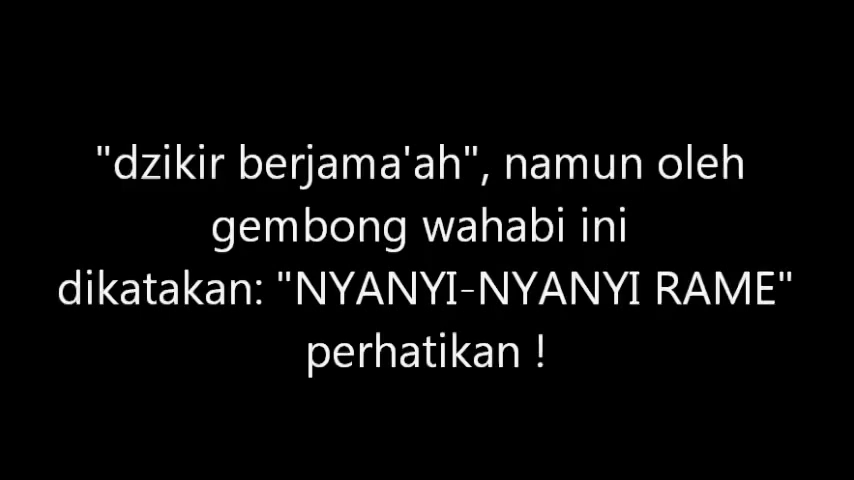 "dzikir berjama'ah", namun oleh
gembong wahabi ini
dikatakan: "NYANYI-NYANYI RAME"
perhatikan !